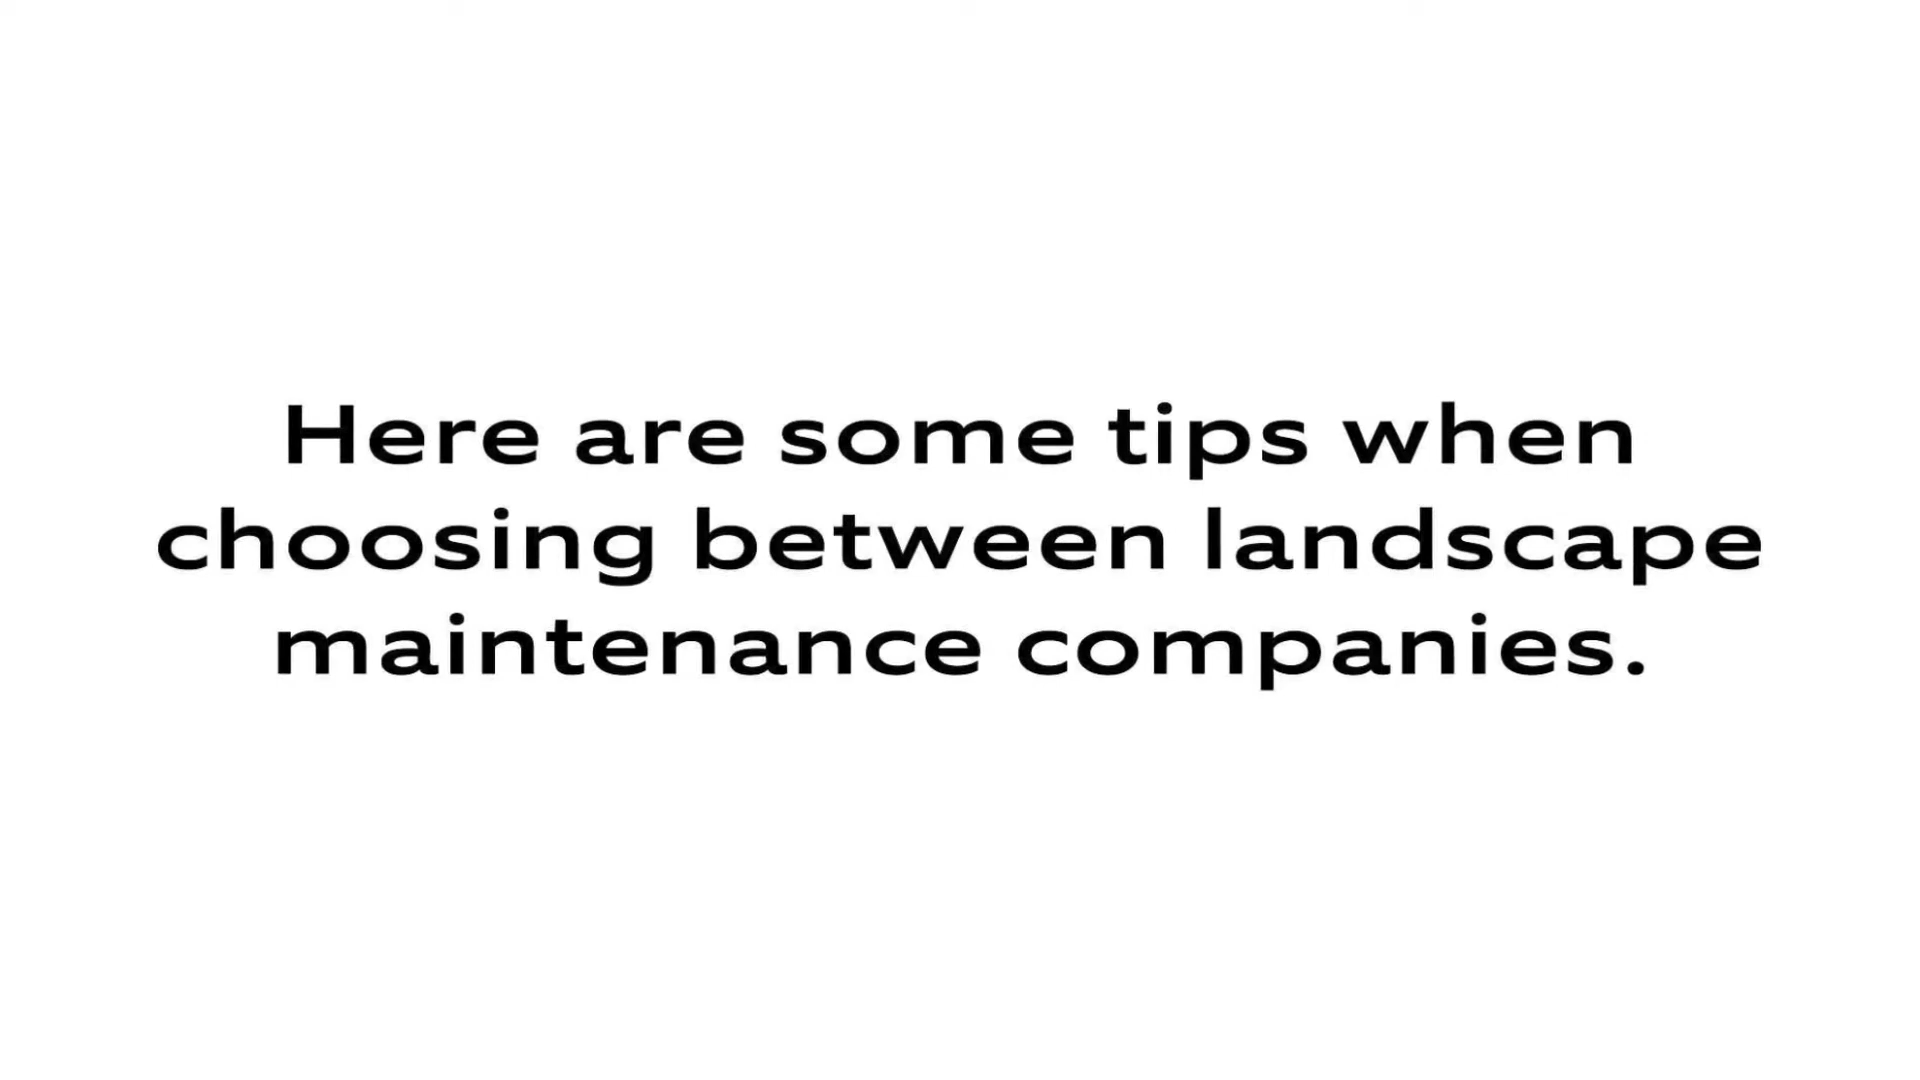 Here are some tips when
choosing between landscape
maintenance companies.